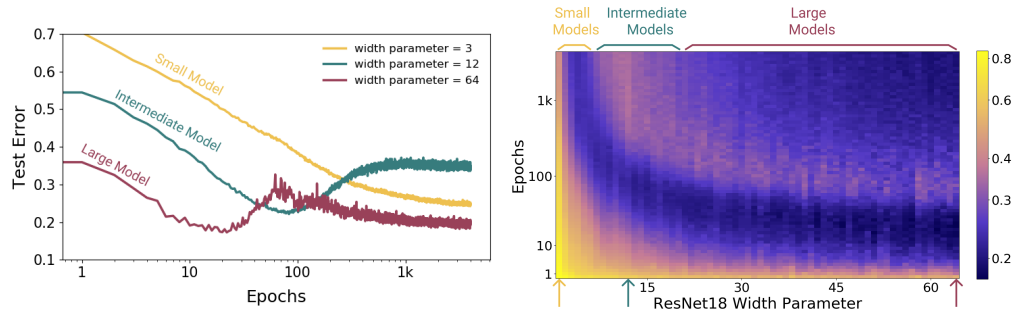 0.7
0.6
0.5
0.4
0.3
0.2
0.1
Test Error
1
10
100
1k
Epochs
Small Model
Intermediate Model
Large Model
width parameter = 3
width parameter = 12
width parameter = 64
Small
Models
Intermediate
Models
Large
Models
Epochs
1k
100
10
1
15
30
45
60
ResNet18 Width Parameter
0.8
0.6
0.4
0.3
0.2